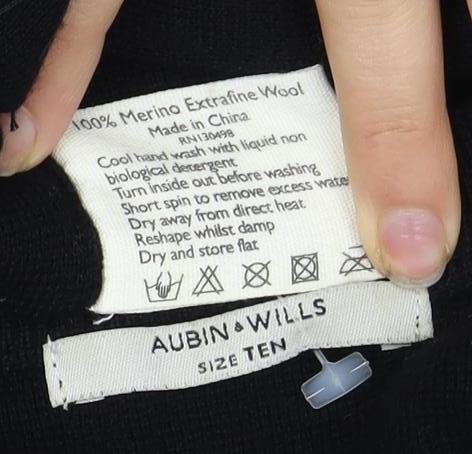 100% Merino Extrafine Wool
Made in China
RN130498
Cool hand wash with liquid non
biological detergent
Turn inside out before washing
Short spin to remove excess water
Dry away from direct heat
Reshape whilst damp
Dry and store flat
AUBIN & WILLS
SIZE TEN